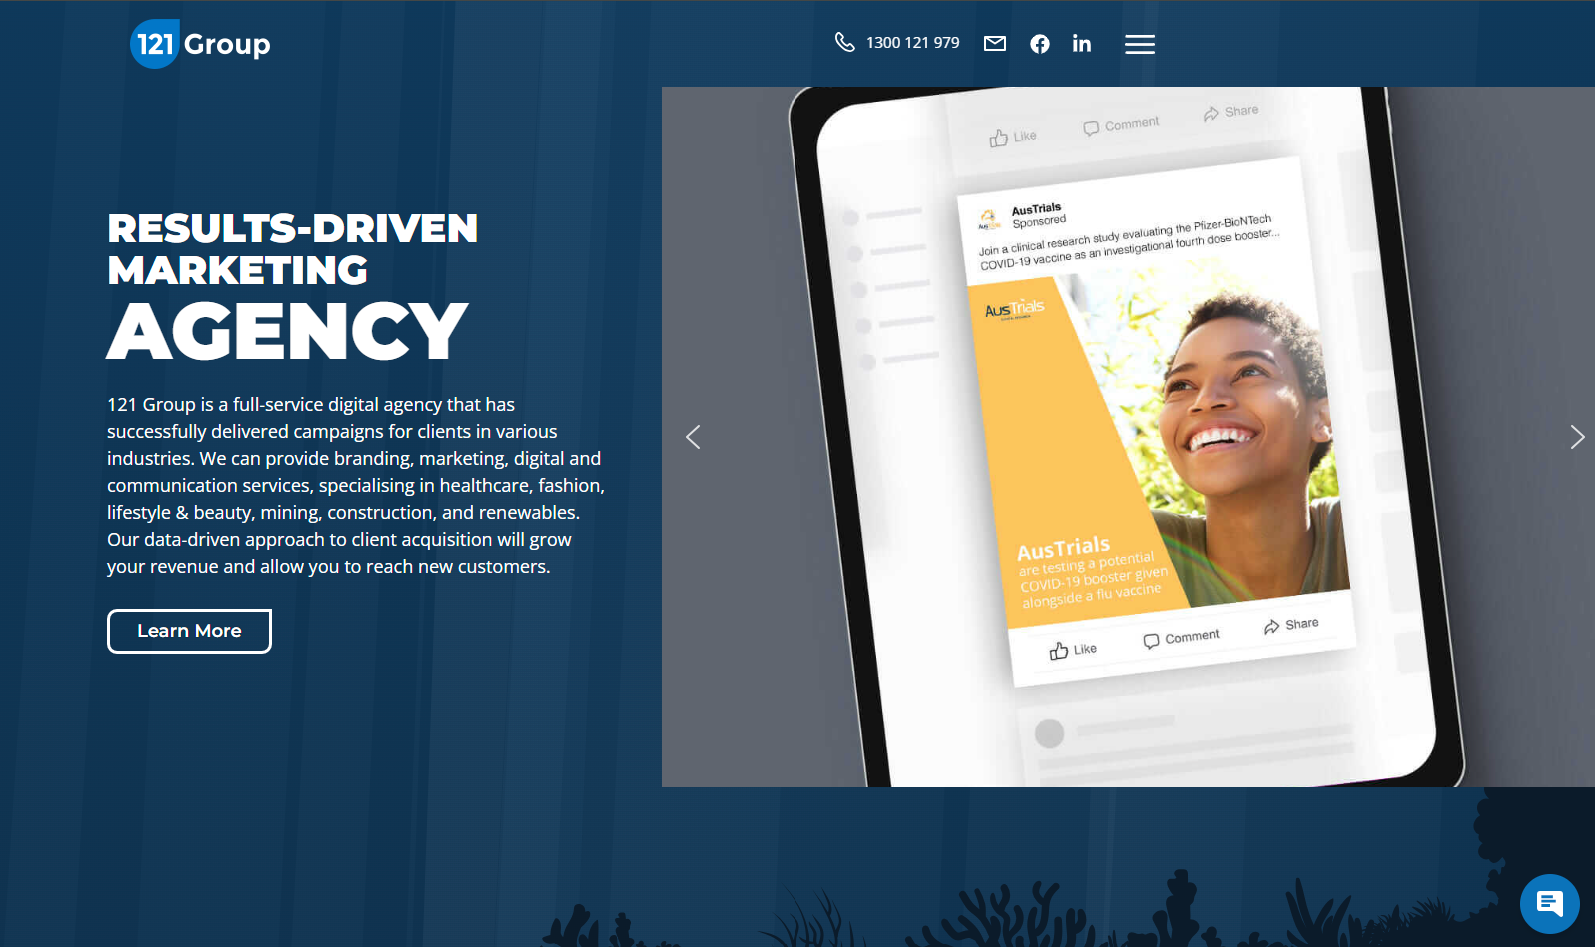 121 Group
1300 121 979
RESULTS-DRIVEN
MARKETING
AGENCY
121 Group is a full-service digital agency that has
successfully delivered campaigns for clients in various
industries. We can provide branding, marketing, digital and
communication services, specialising in healthcare, fashion,
lifestyle & beauty, mining, construction, and renewables.
Our data-driven approach to client acquisition will grow
your revenue and allow you to reach new customers.
Learn More
Like
Comment
Share
AusTrials
Sponsored
Join a clinical research study evaluating the Pfizer-BioNTech
COVID-19 vaccine as an investigational fourth dose booster...
AusTrials
AusTrials
are testing a potential
COVID-19 booster given
alongside a flu vaccine
Like
Comment
Share